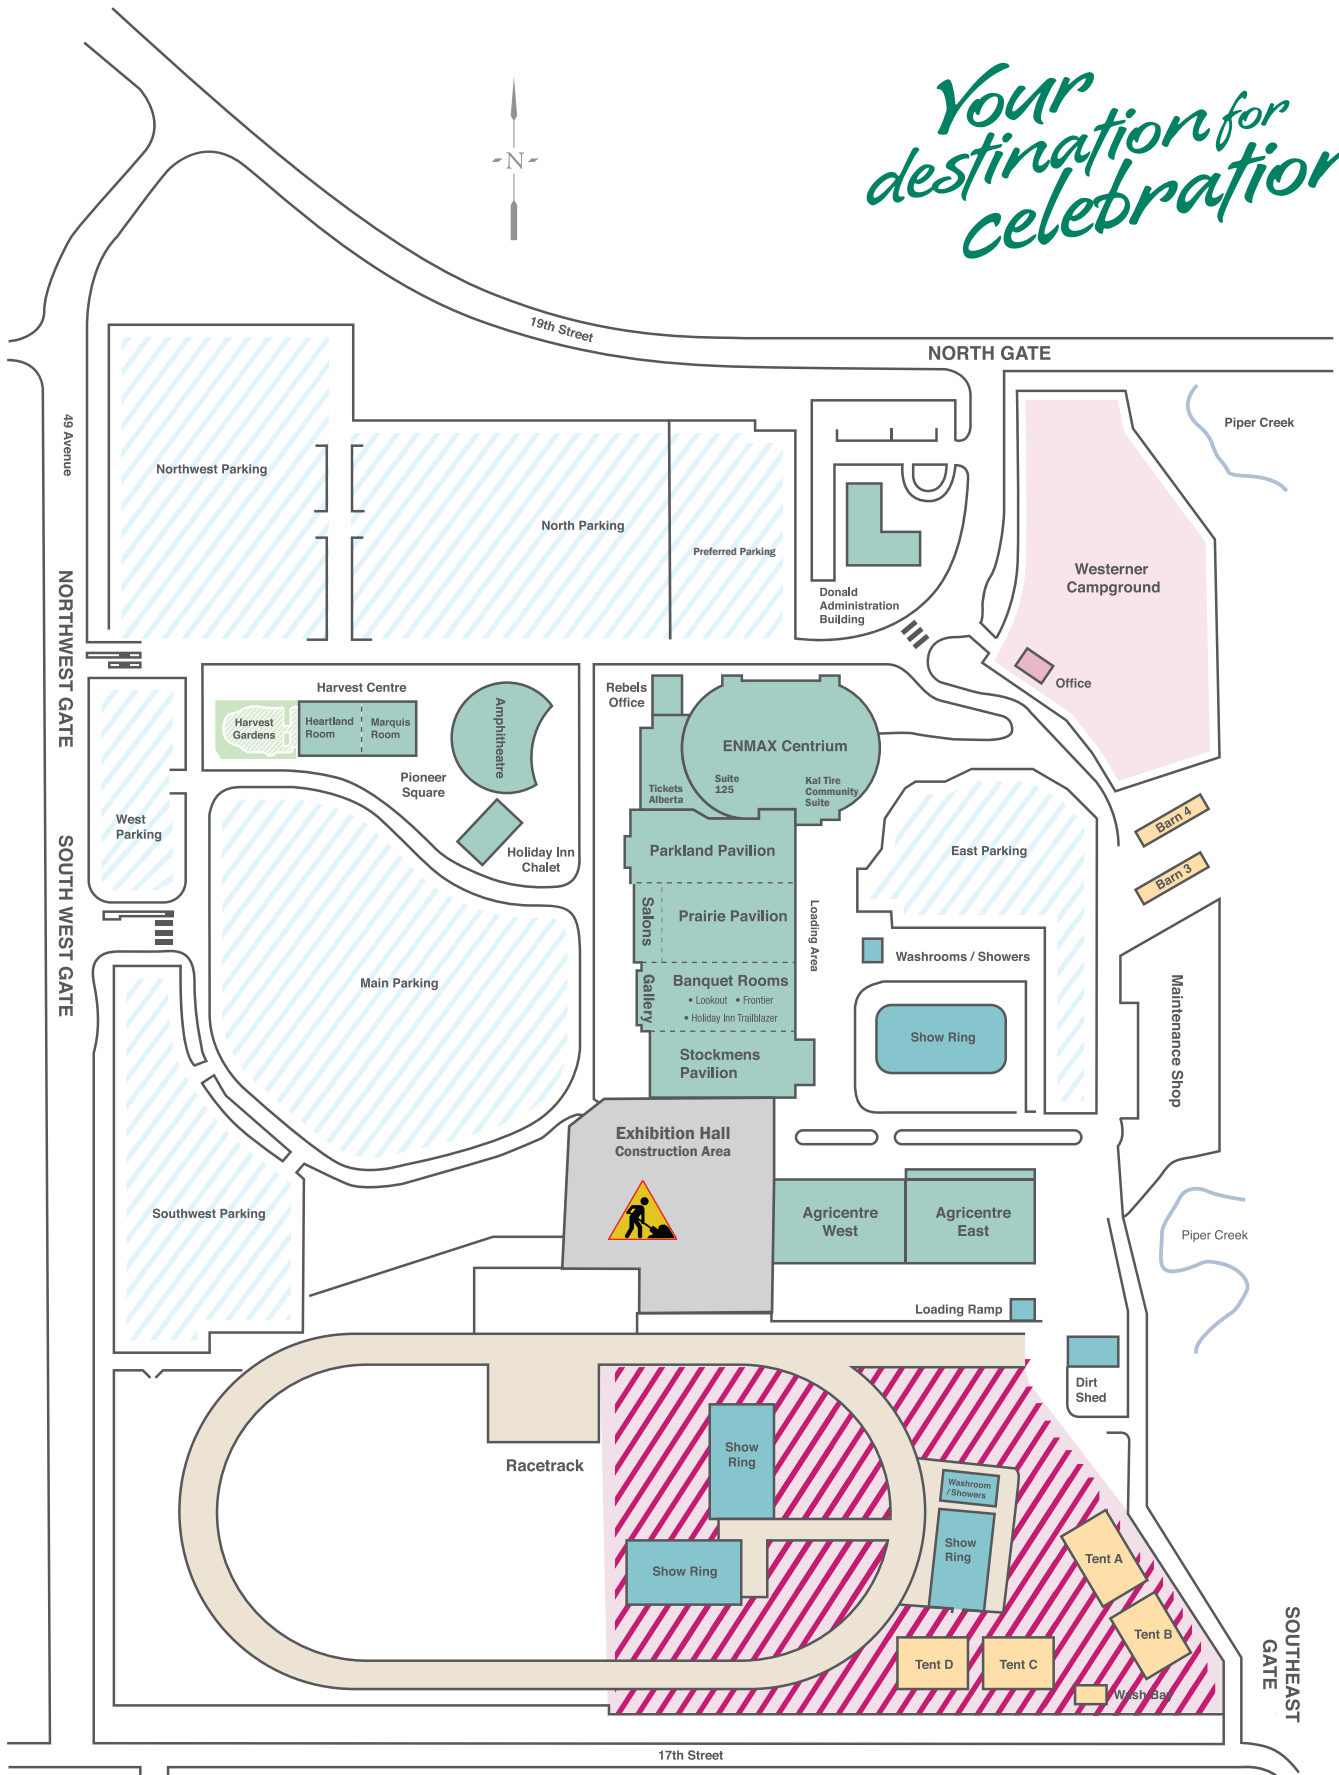 Your
destination for
celebration
N
19th Street
NORTH GATE
49 Avenue
Piper Creek
Northwest Parking
North Parking
Preferred Parking
Westerner
Campground
Donald
Administration
Building
NORTHWEST GATE
Office
Harvest Centre
Rebels
Office
Harvest
Gardens
Heartland
Room
Marquis
Room
Amphitheatre
ENMAX Centrium
Pioneer
Square
Tickets
Alberta
Suite
125
Kal Tire
Community
Suite
West
Parking
SOUTH WEST GATE
Holiday Inn
Chalet
Parkland Pavilion
East Parking
Barn 4
Barn 3
Salons
Prairie Pavilion
Loading Area
Washrooms / Showers
Main Parking
Gallery
Banquet Rooms
• Lookout • Frontier
• Holiday Inn Trailblazer
Show Ring
Maintenance Shop
Stockmens
Pavilion
Exhibition Hall
Construction Area
Southwest Parking
Agricentre
West
Agricentre
East
Piper Creek
Loading Ramp
Dirt
Shed
Racetrack
Show
Ring
Washroom
/ Showers
Show
Ring
Show Ring
Tent A
Tent B
Tent D
Tent C
Wash Bay
SOUTHEAST
GATE
17th Street